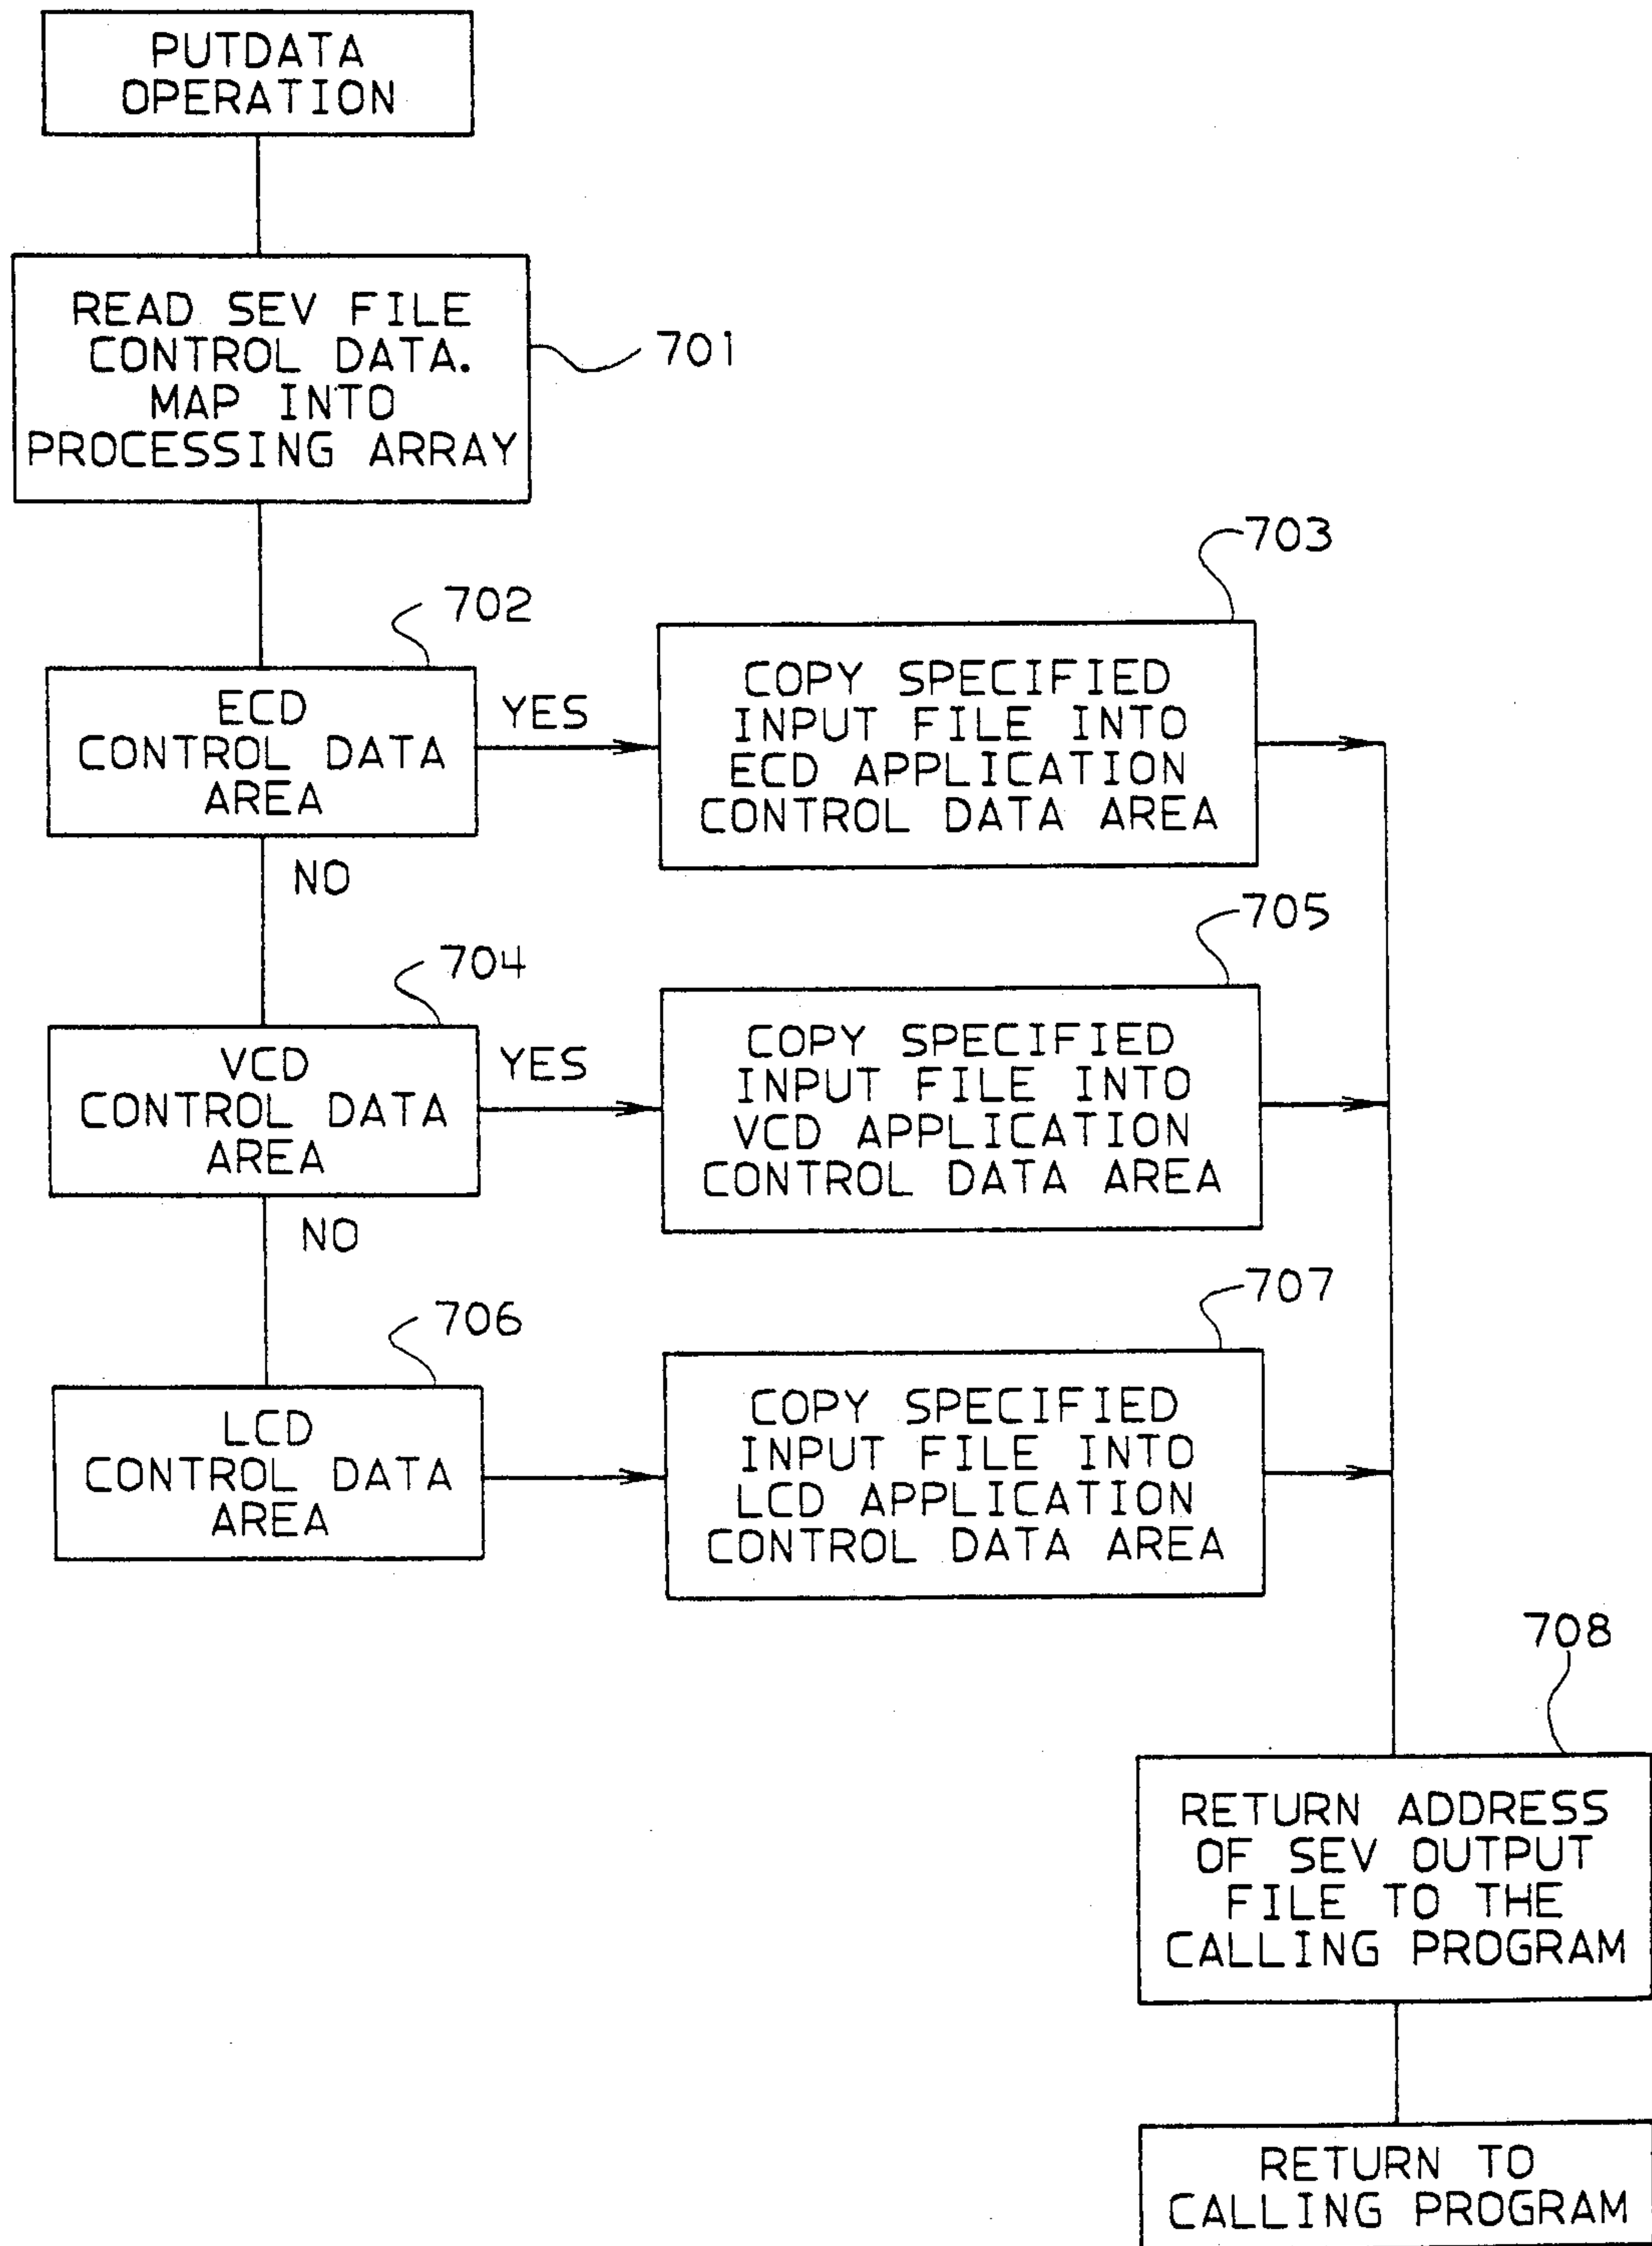 PUTDATA
OPERATION
READ SEV FILE
CONTROL DATA.
MAP INTO
PROCESSING ARRAY
701
702
ECD
CONTROL DATA
AREA
YES
NO
703
COPY SPECIFIED
INPUT FILE INTO
ECD APPLICATION
CONTROL DATA AREA
704
VCD
CONTROL DATA
AREA
YES
NO
705
COPY SPECIFIED
INPUT FILE INTO
VCD APPLICATION
CONTROL DATA AREA
706
LCD
CONTROL DATA
AREA
707
COPY SPECIFIED
INPUT FILE INTO
LCD APPLICATION
CONTROL DATA AREA
708
RETURN ADDRESS
OF SEV OUTPUT
FILE TO THE
CALLING PROGRAM
RETURN TO
CALLING PROGRAM